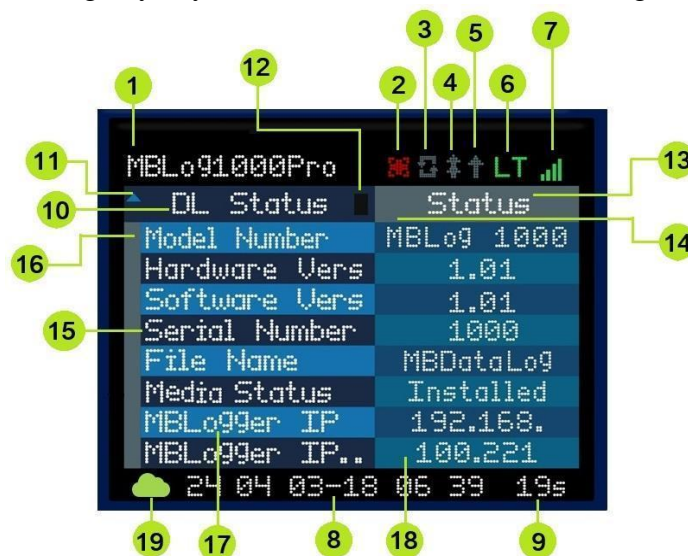 3 5 7
12 2 4 6
1
MBLog1000Pro LT
11 13
10 DL Status Status
14
16 Model Number MBLog 1000
Hardware Vers 1.01
Software Vers 1.01
15 Serial Number 1000
File Name MBDataLog
Media Status Installed
MBLogger IP 192.168.
MBLogger IP.. 100.221
24 04 03-18 06 39 19s
19 17 8 18 9